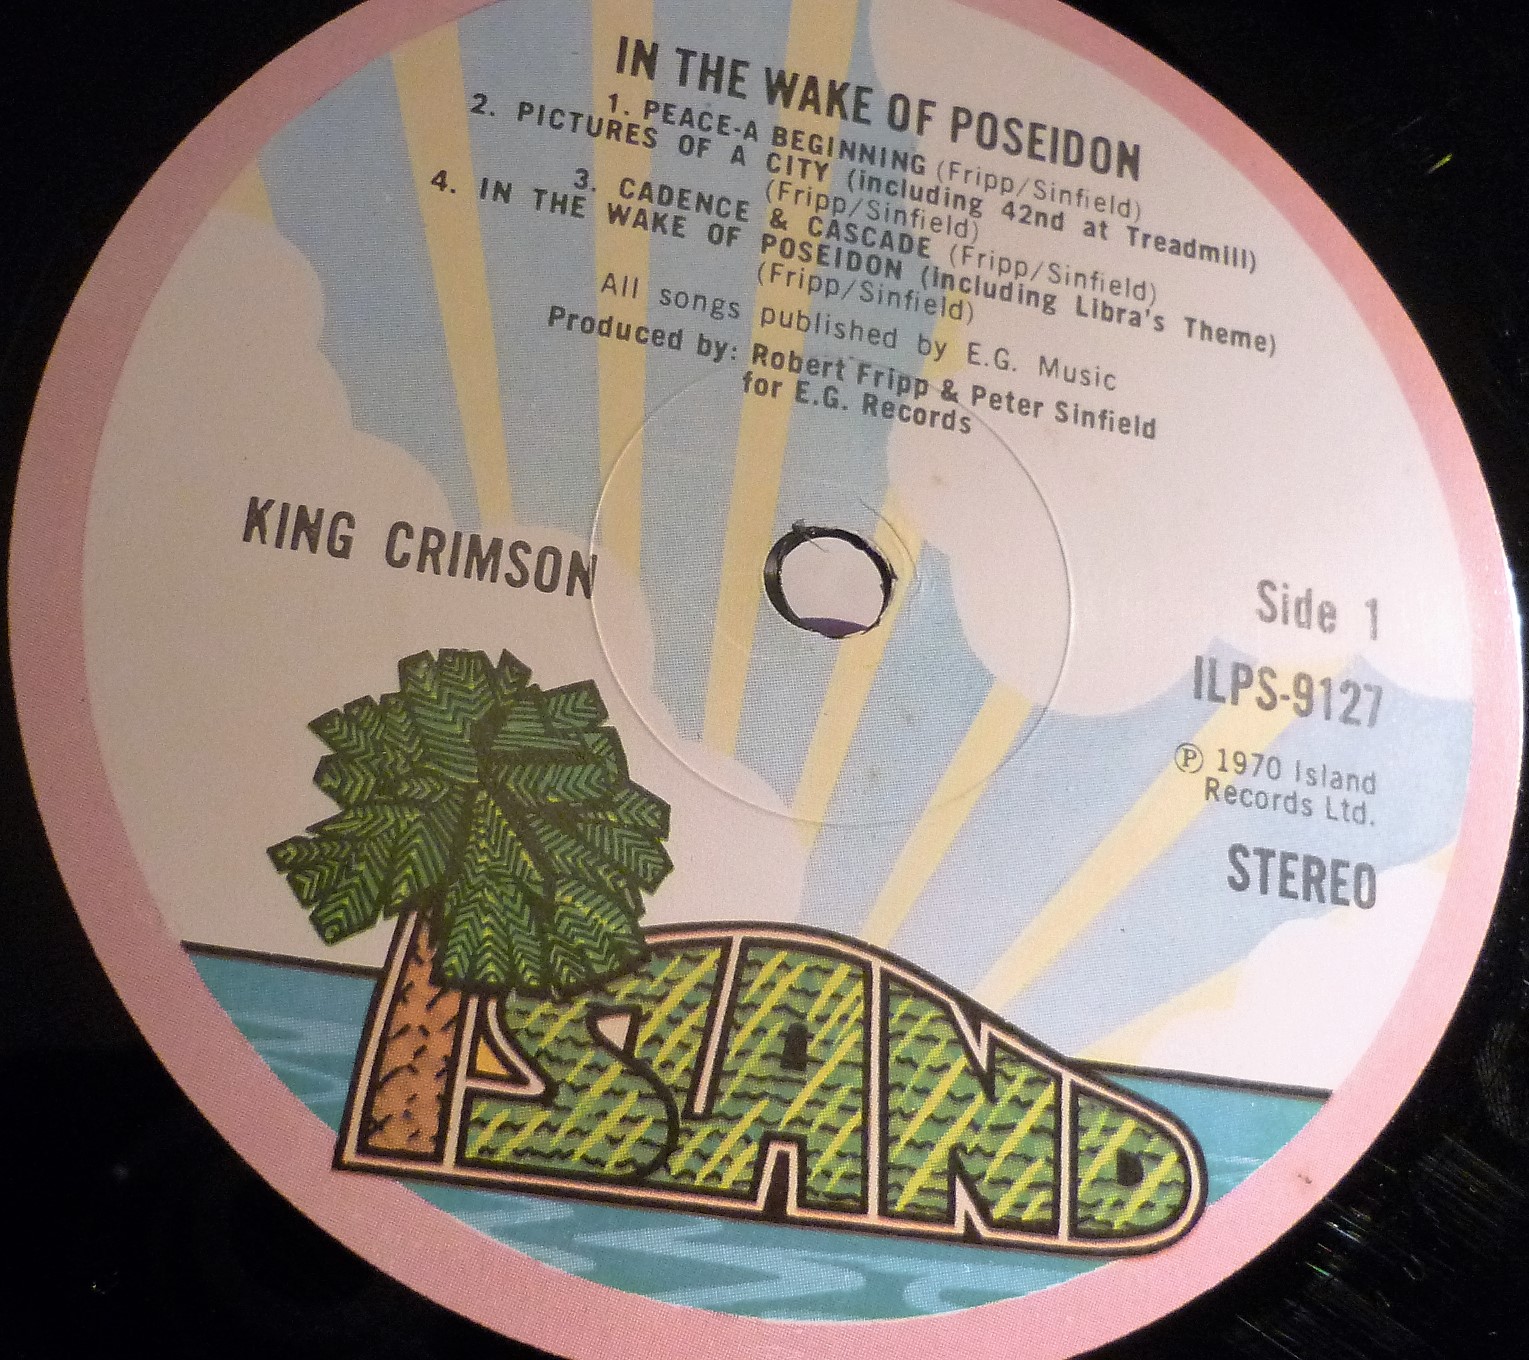 IN THE WAKE OF POSEIDON
1. PEACE-A BEGINNING (Fripp/Sinfield)
2. PICTURES OF A CITY (including 42nd at Treadmill)
(Fripp/Sinfield)
3. CADENCE & CASCADE (Fripp/Sinfield)
4. IN THE WAKE OF POSEIDON (including Libra's Theme)
(Fripp/Sinfield)
All songs published by E.G. Music
Produced by: Robert Fripp & Peter Sinfield
for E.G. Records
KING CRIMSON
Side 1
ILPS-9127
℗ 1970 Island
Records Ltd.
STEREO
ISLAND